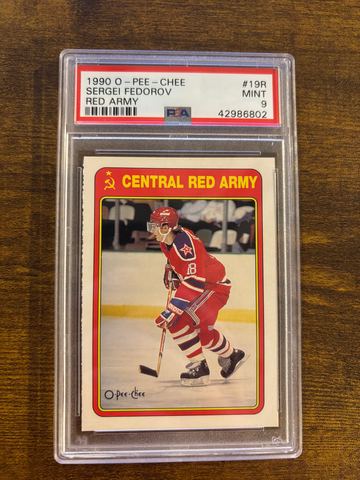 1990 O-PEE-CHEE #19R
SERGEI FEDOROV MINT
RED ARMY PSA 9
42986802
CENTRAL RED ARMY
18
O-Pee-Chee